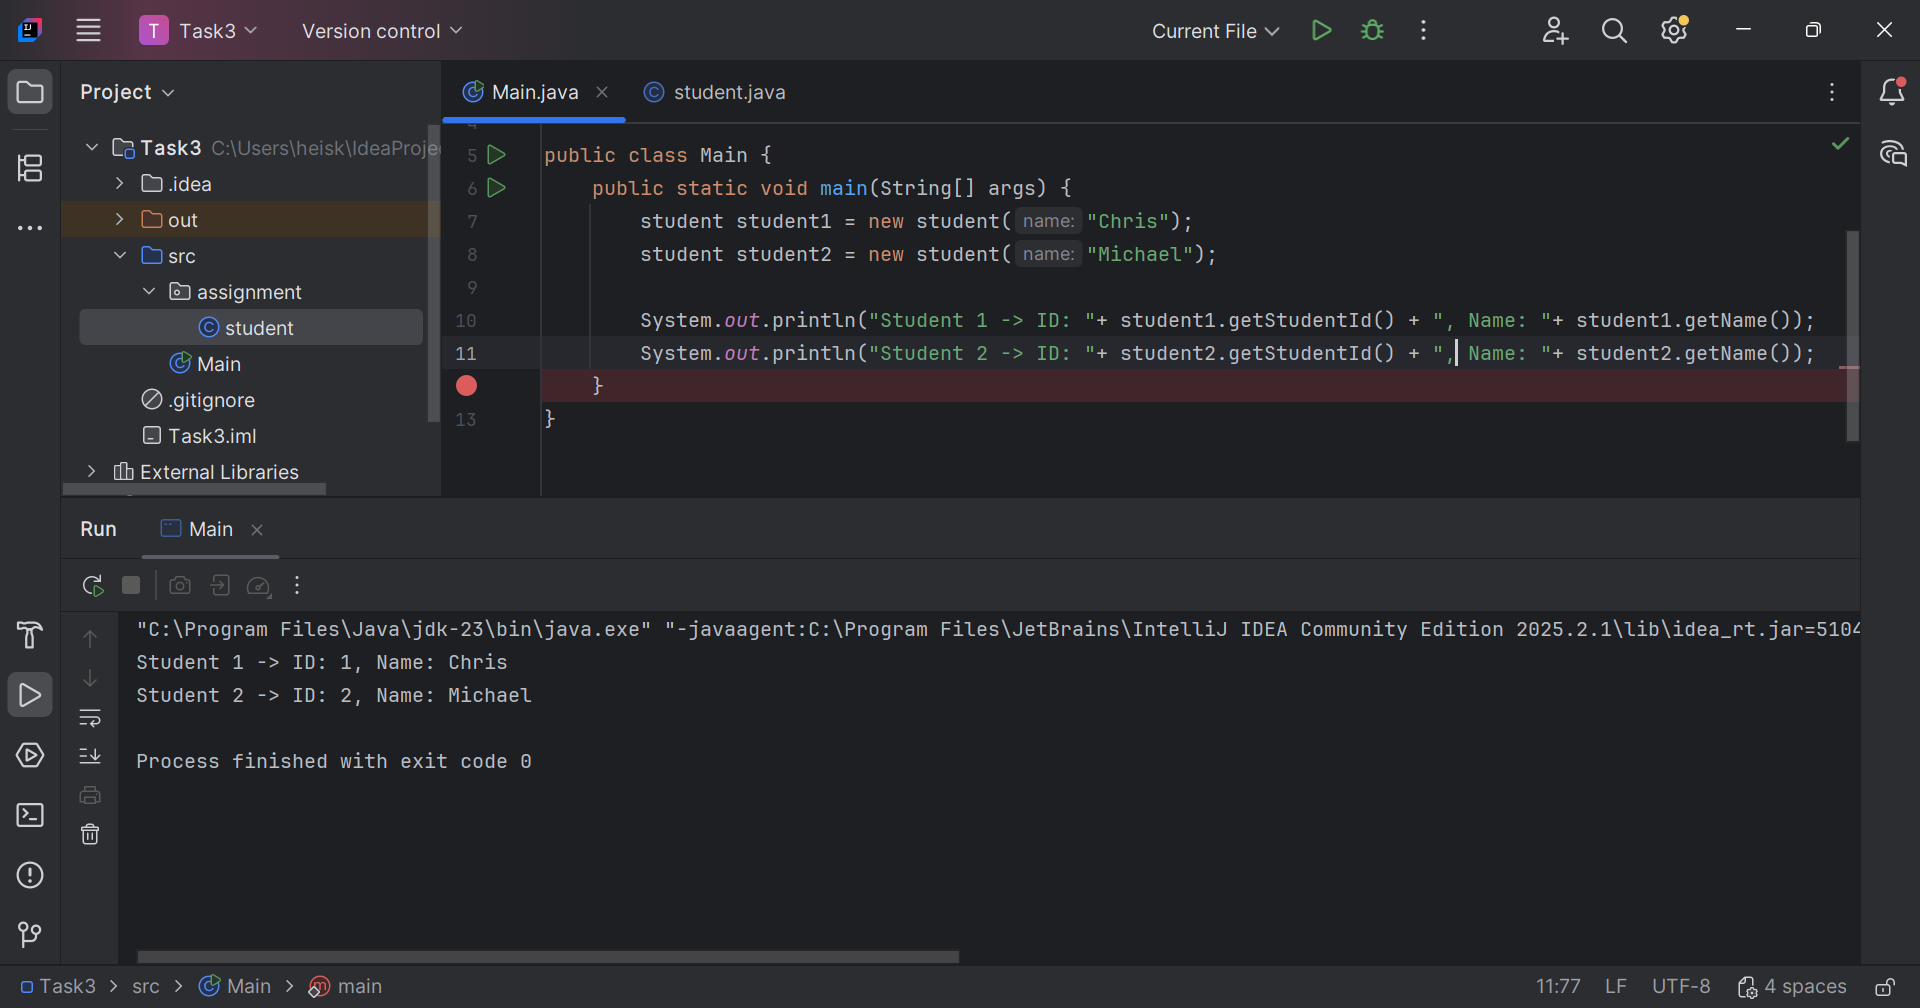 T Task3 Version control Current File
Project
Main.java student.java
Task3 C:\Users\heisk\IdeaProje
.idea
out
src
assignment
student
Main
.gitignore
Task3.iml
External Libraries
5 public class Main {
6 public static void main(String[] args) {
7 student student1 = new student( name: "Chris");
8 student student2 = new student( name: "Michael");
9
10 System.out.println("Student 1 -> ID: "+ student1.getStudentId() + ", Name: "+ student1.getName());
11 System.out.println("Student 2 -> ID: "+ student2.getStudentId() + ", Name: "+ student2.getName());
}
13 }
Run Main
"C:\Program Files\Java\jdk-23\bin\java.exe" "-javaagent:C:\Program Files\JetBrains\IntelliJ IDEA Community Edition 2025.2.1\lib\idea_rt.jar=5104
Student 1 -> ID: 1, Name: Chris
Student 2 -> ID: 2, Name: Michael
Process finished with exit code 0
Task3 > src > Main > main 11:77 LF UTF-8 4 spaces